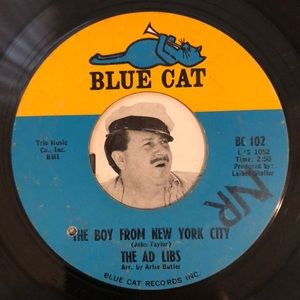 BLUE CAT
Trio Music
Co., Inc.
BMI
BC 102
Time: 2:50
Produced by:
Leiber-Stoller
NR
THE BOY FROM NEW YORK CITY
(John Taylor)
THE AD LIBS
Arr. by Artie Butler
BLUE CAT RECORDS INC.